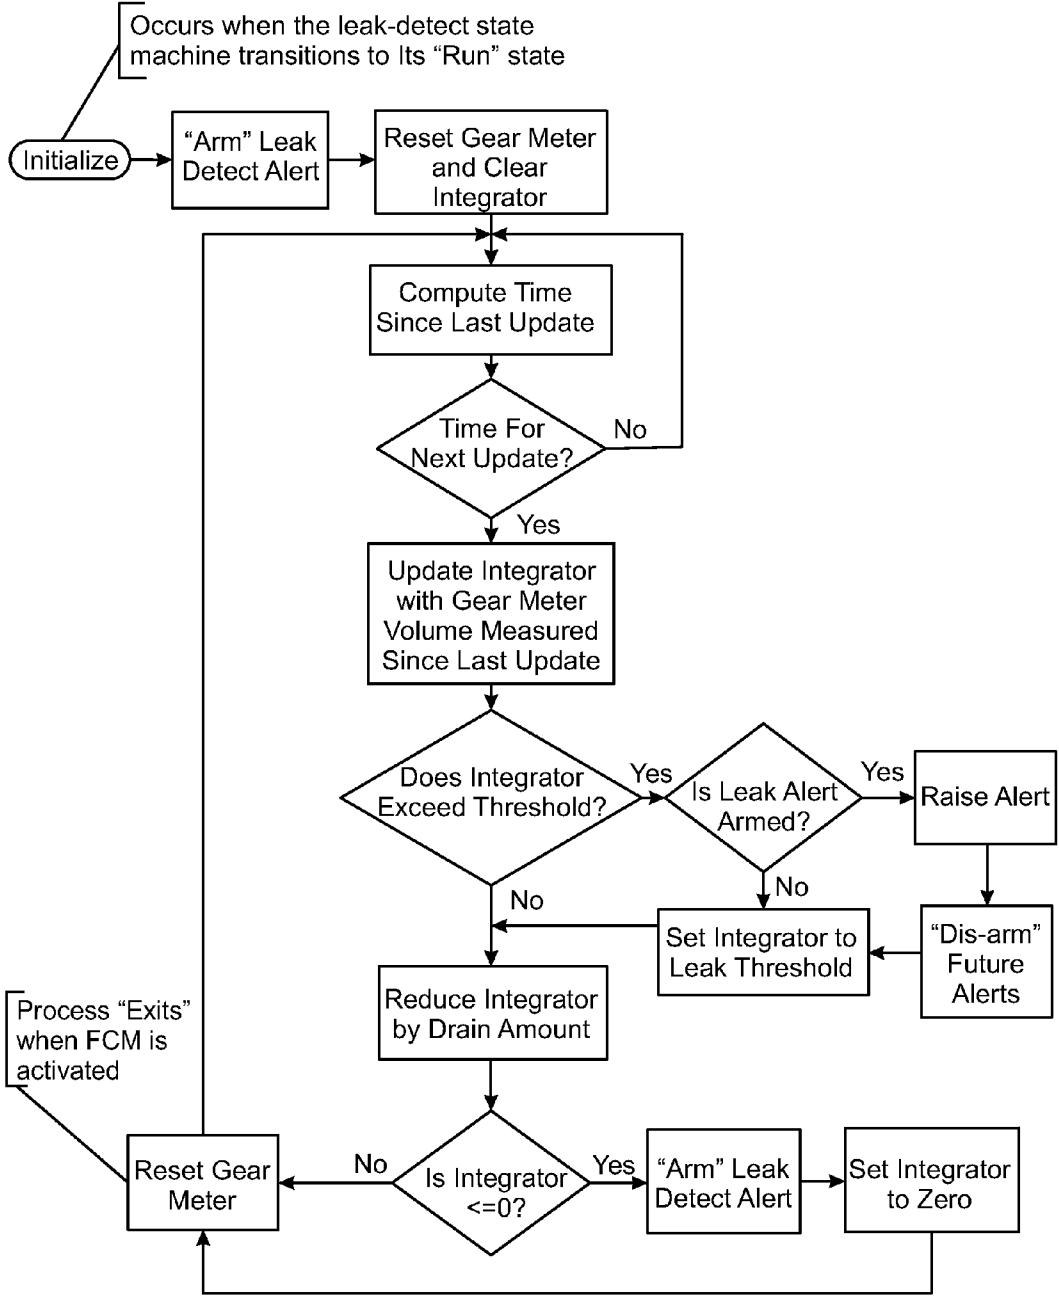 Occurs when the leak-detect state
machine transitions to Its “Run” state
Initialize
“Arm” Leak
Detect Alert
Reset Gear Meter
and Clear
Integrator
Compute Time
Since Last Update
Time For
Next Update?
No
Yes
Update Integrator
with Gear Meter
Volume Measured
Since Last Update
Does Integrator
Exceed Threshold?
Yes
Is Leak Alert
Armed?
Yes
Raise Alert
No
No
“Dis-arm”
Future
Alerts
Set Integrator to
Leak Threshold
Reduce Integrator
by Drain Amount
Process “Exits”
when FCM is
activated
Is Integrator
<=0?
No
Yes
Reset Gear
Meter
“Arm” Leak
Detect Alert
Set Integrator
to Zero